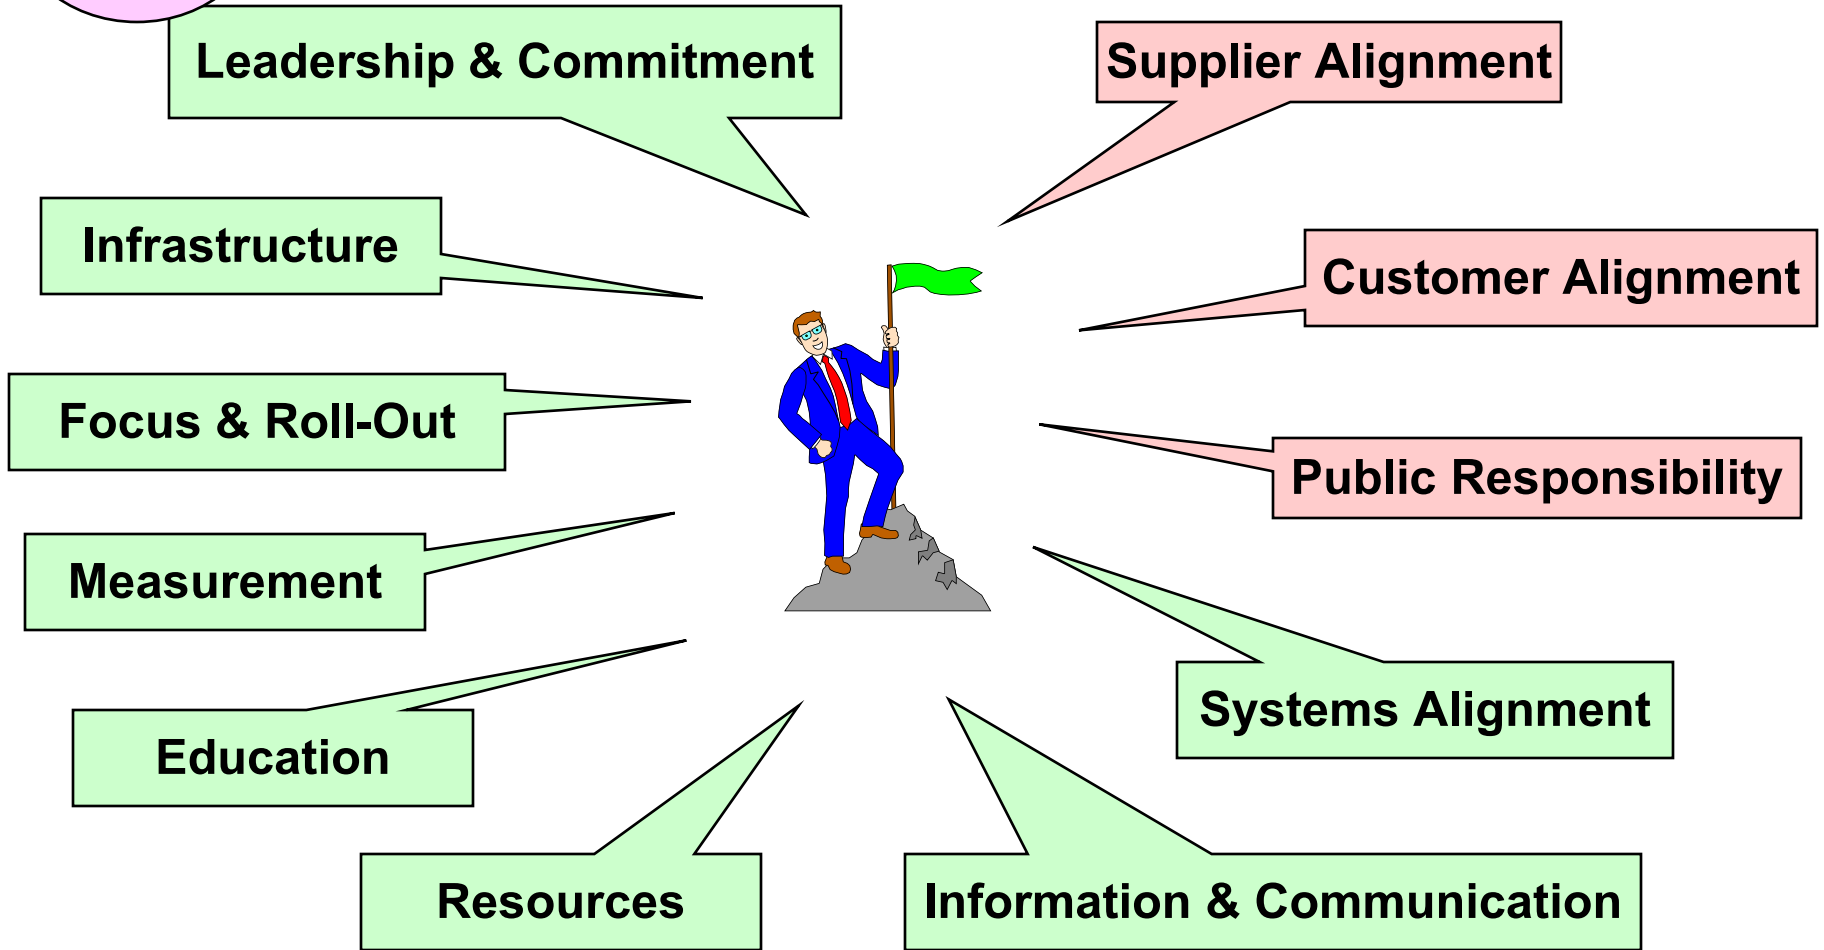 Leadership & Commitment
Supplier Alignment
Infrastructure
Customer Alignment
Focus & Roll-Out
Public Responsibility
Measurement
Systems Alignment
Education
Resources
Information & Communication